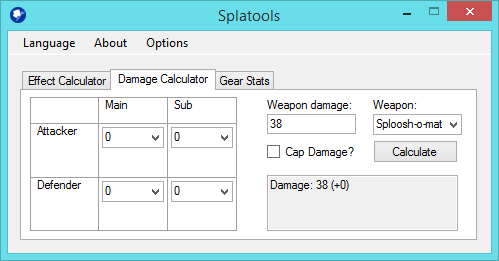 Splatools
Language About Options
Effect Calculator Damage Calculator Gear Stats
Main Sub
Attacker 0 0
Defender 0 0
Weapon damage: Weapon:
38 Sploosh-o-mat
Cap Damage? Calculate
Damage: 38 (+0)